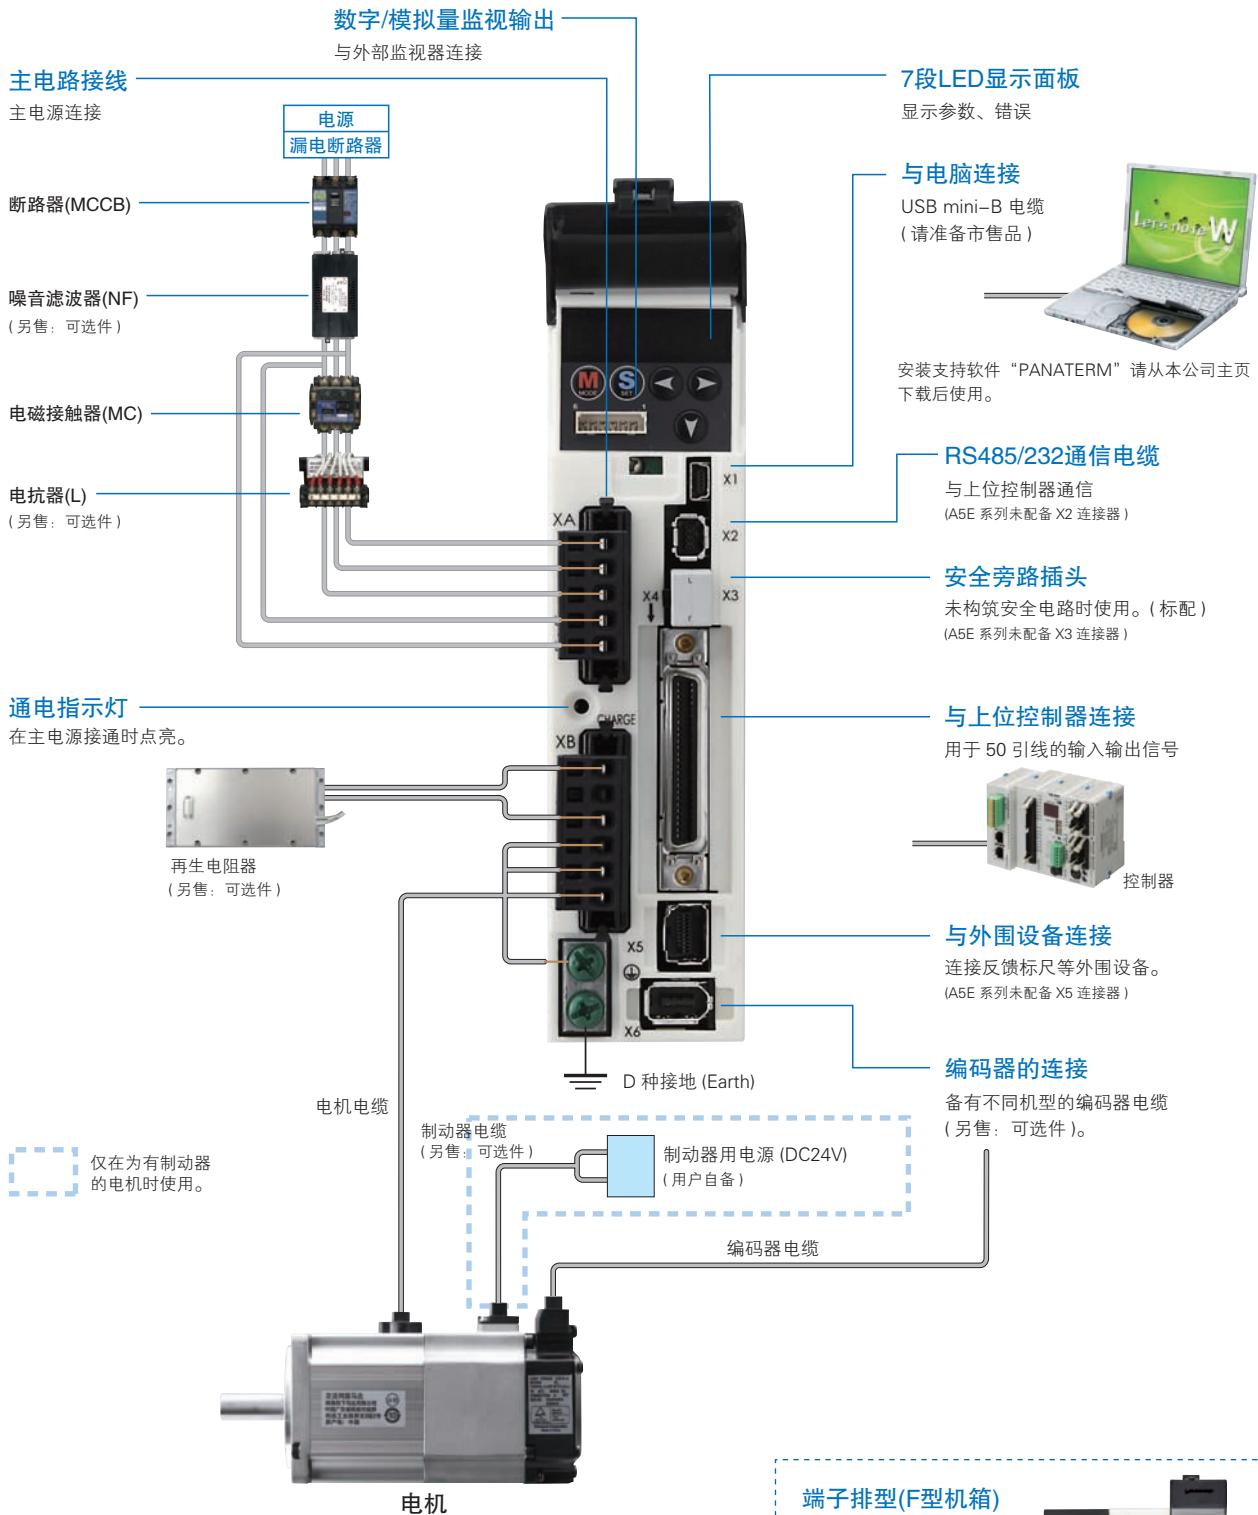 数字/模拟量监视输出
与外部监视器连接
主电路接线
主电源连接
电源
漏电断路器
断路器(MCCB)
噪音滤波器(NF)
(另售：可选件)
电磁接触器(MC)
电抗器(L)
(另售：可选件)
7段LED显示面板
显示参数、错误
与电脑连接
USB mini-B 电缆
(请准备市售品)
Let's note W
安装支持软件“PANATERM”请从本公司主页
下载后使用。
M
MODE
S
SET
6
X1
X2
X3
X4
XA
RS485/232通信电缆
与上位控制器通信
(A5E 系列未配备 X2 连接器)
安全旁路插头
未构筑安全电路时使用。(标配)
(A5E 系列未配备 X3 连接器)
通电指示灯
在主电源接通时点亮。
CHARGE
XB
与上位控制器连接
用于 50 引线的输入输出信号
控制器
再生电阻器
(另售：可选件)
X5
与外围设备连接
连接反馈标尺等外围设备。
(A5E 系列未配备 X5 连接器)
X6
D 种接地 (Earth)
编码器的连接
备有不同机型的编码器电缆
(另售：可选件)。
电机电缆
制动器电缆
(另售：可选件)
制动器用电源 (DC24V)
(用户自备)
仅在为有制动器
的电机时使用。
编码器电缆
电机
端子排型(F型机箱)